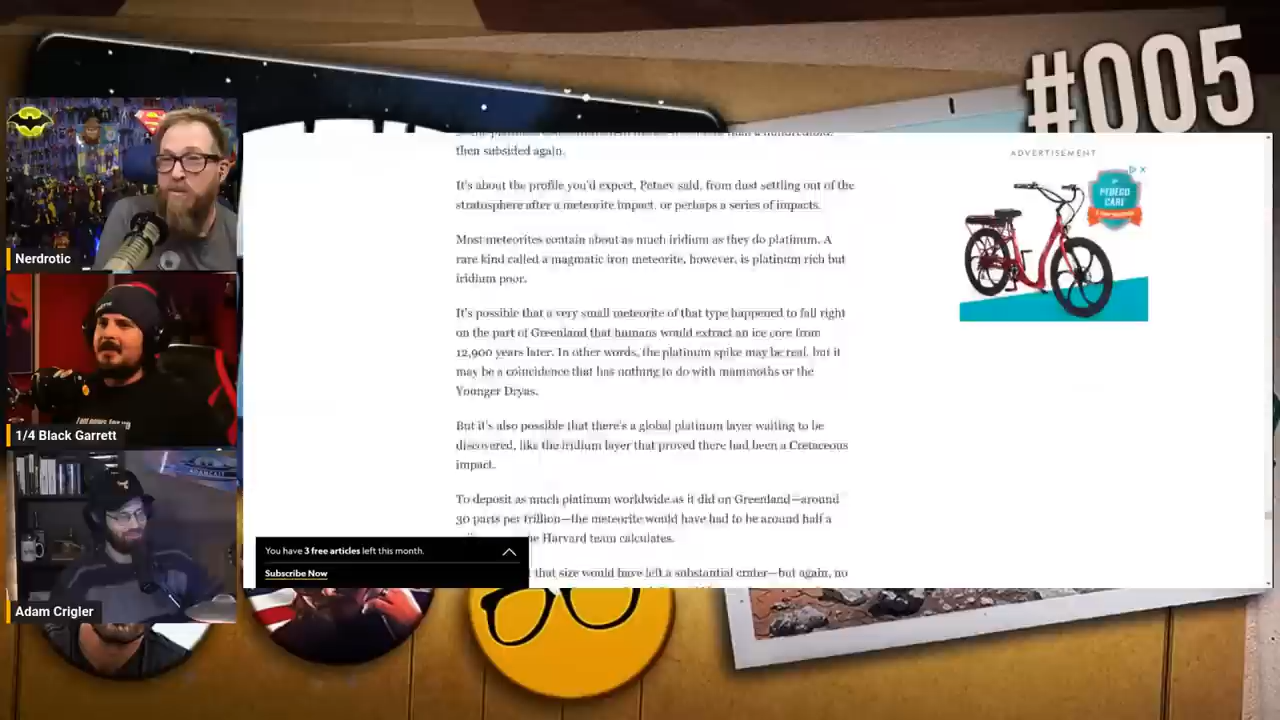 #005
Nerdrotic
1/4 Black Garrett
Adam Crigler
then subsided again.
It's about the profile you'd expect, Petaev said, from dust settling out of the
stratosphere after a meteorite impact, or perhaps a series of impacts.
Most meteorites contain about as much iridium as they do platinum. A
rare kind called a magmatic iron meteorite, however, is platinum rich but
iridium poor.
It's possible that a very small meteorite of that type happened to fall right
on the part of Greenland that humans would extract an ice core from
12,900 years later. In other words, the platinum spike may be real, but it
may be a coincidence that has nothing to do with mammoths or the
Younger Dryas.
But it's also possible that there's a global platinum layer waiting to be
discovered, like the iridium layer that proved there had been a Cretaceous
impact.
To deposit as much platinum worldwide as it did on Greenland—around
30 parts per trillion—the meteorite would have had to be around half a
Harvard team calculates.
that size would have left a substantial crater—but again, no
You have 3 free articles left this month.
Subscribe Now
ADVERTISEMENT
PEDEGO
CARE